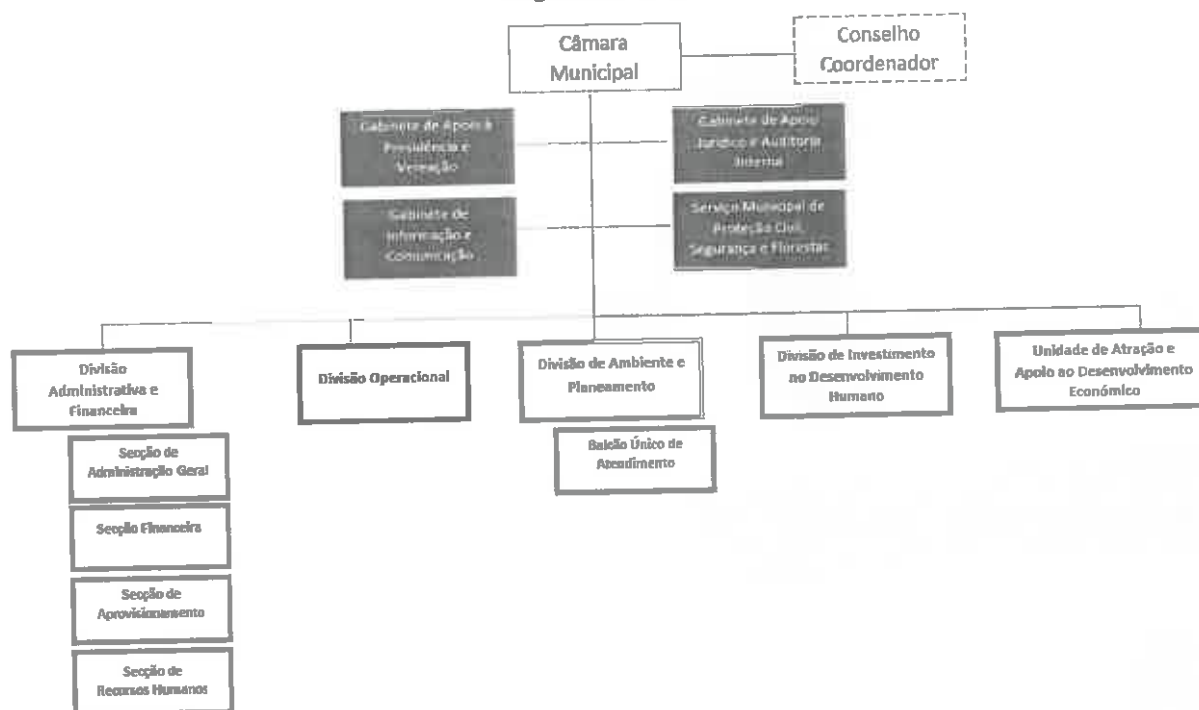 Câmara
Municipal
Conselho
Coordenador
Gabinete de Apoio à
Presidência e
Vereação
Gabinete de Apoio
Jurídico e Auditoria
Interna
Gabinete de
Informação e
Comunicação
Serviço Municipal de
Proteção Civil,
Segurança e Florestas
Divisão
Administrativa e
Financeira
Divisão Operacional
Divisão de Ambiente e
Planeamento
Divisão de Investimento
no Desenvolvimento
Humano
Unidade de Atração e
Apoio ao Desenvolvimento
Económico
Secção de
Administração Geral
Balcão Único de
Atendimento
Secção Financeira
Secção de
Aprovisionamento
Secção de
Recursos Humanos